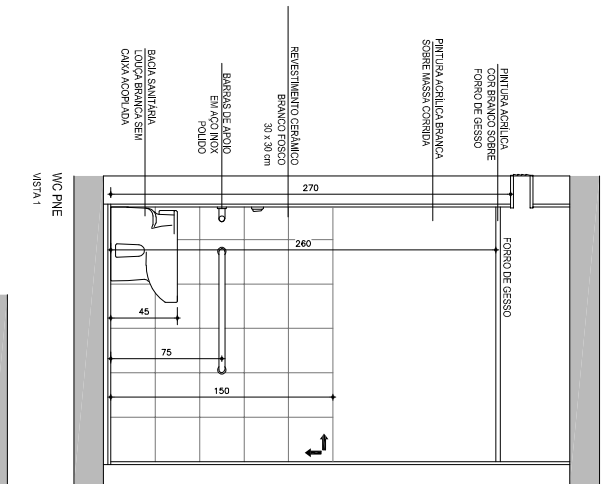 PINTURA ACRÍLICA
COR BRANCO SOBRE
FORRO DE GESSO
PINTURA ACRÍLICA BRANCA
SOBRE MASSA CORRIDA
REVESTIMENTO CERÂMICO
BRANCO FOSCO
30 x 30 cm
BARRAS DE APOIO
EM AÇO INOX
POLIDO
BACIA SANITÁRIA
LOUÇA BRANCA SEM
CAIXA ACOPLADA
270
260
FORRO DE GESSO
45
75
150
WC PNE
VISTA 1